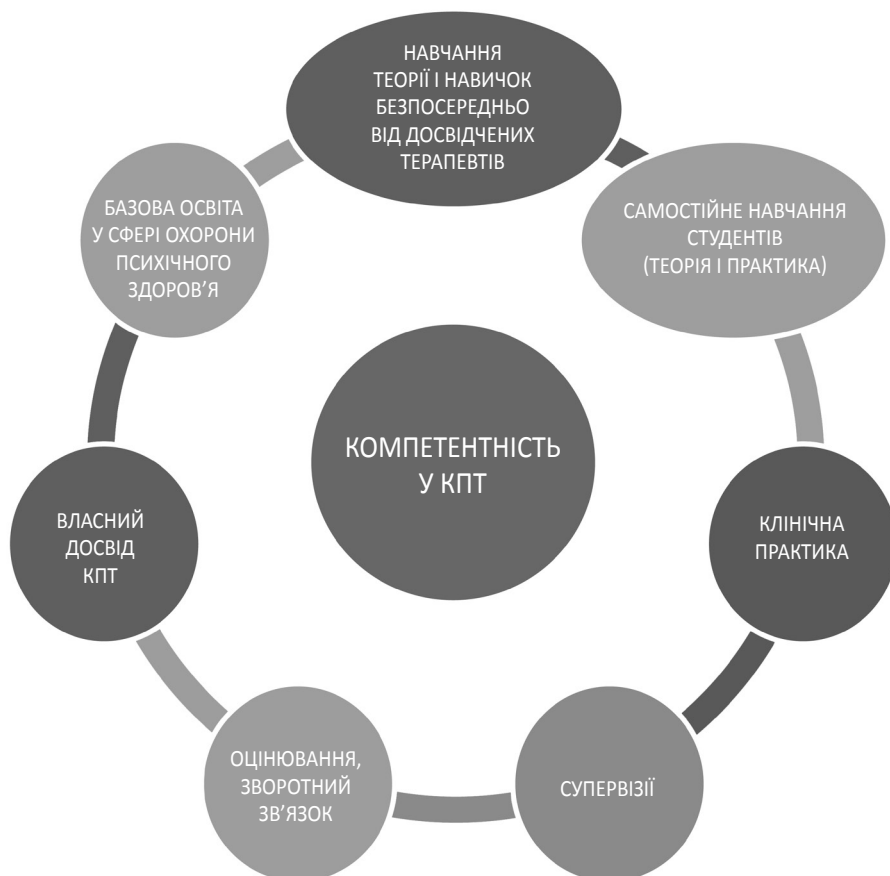 НАВЧАННЯ
ТЕОРІЇ І НАВИЧОК
БЕЗПОСЕРЕДНЬО
ВІД ДОСВІДЧЕНИХ
ТЕРАПЕВТІВ
САМОСТІЙНЕ НАВЧАННЯ
СТУДЕНТІВ
(ТЕОРІЯ І ПРАКТИКА)
КЛІНІЧНА
ПРАКТИКА
СУПЕРВІЗІЇ
ОЦІНЮВАННЯ,
ЗВОРОТНИЙ
ЗВ’ЯЗОК
ВЛАСНИЙ
ДОСВІД
КПТ
БАЗОВА ОСВІТА
У СФЕРІ ОХОРОНИ
ПСИХІЧНОГО
ЗДОРОВ’Я
КОМПЕТЕНТНІСТЬ
У КПТ